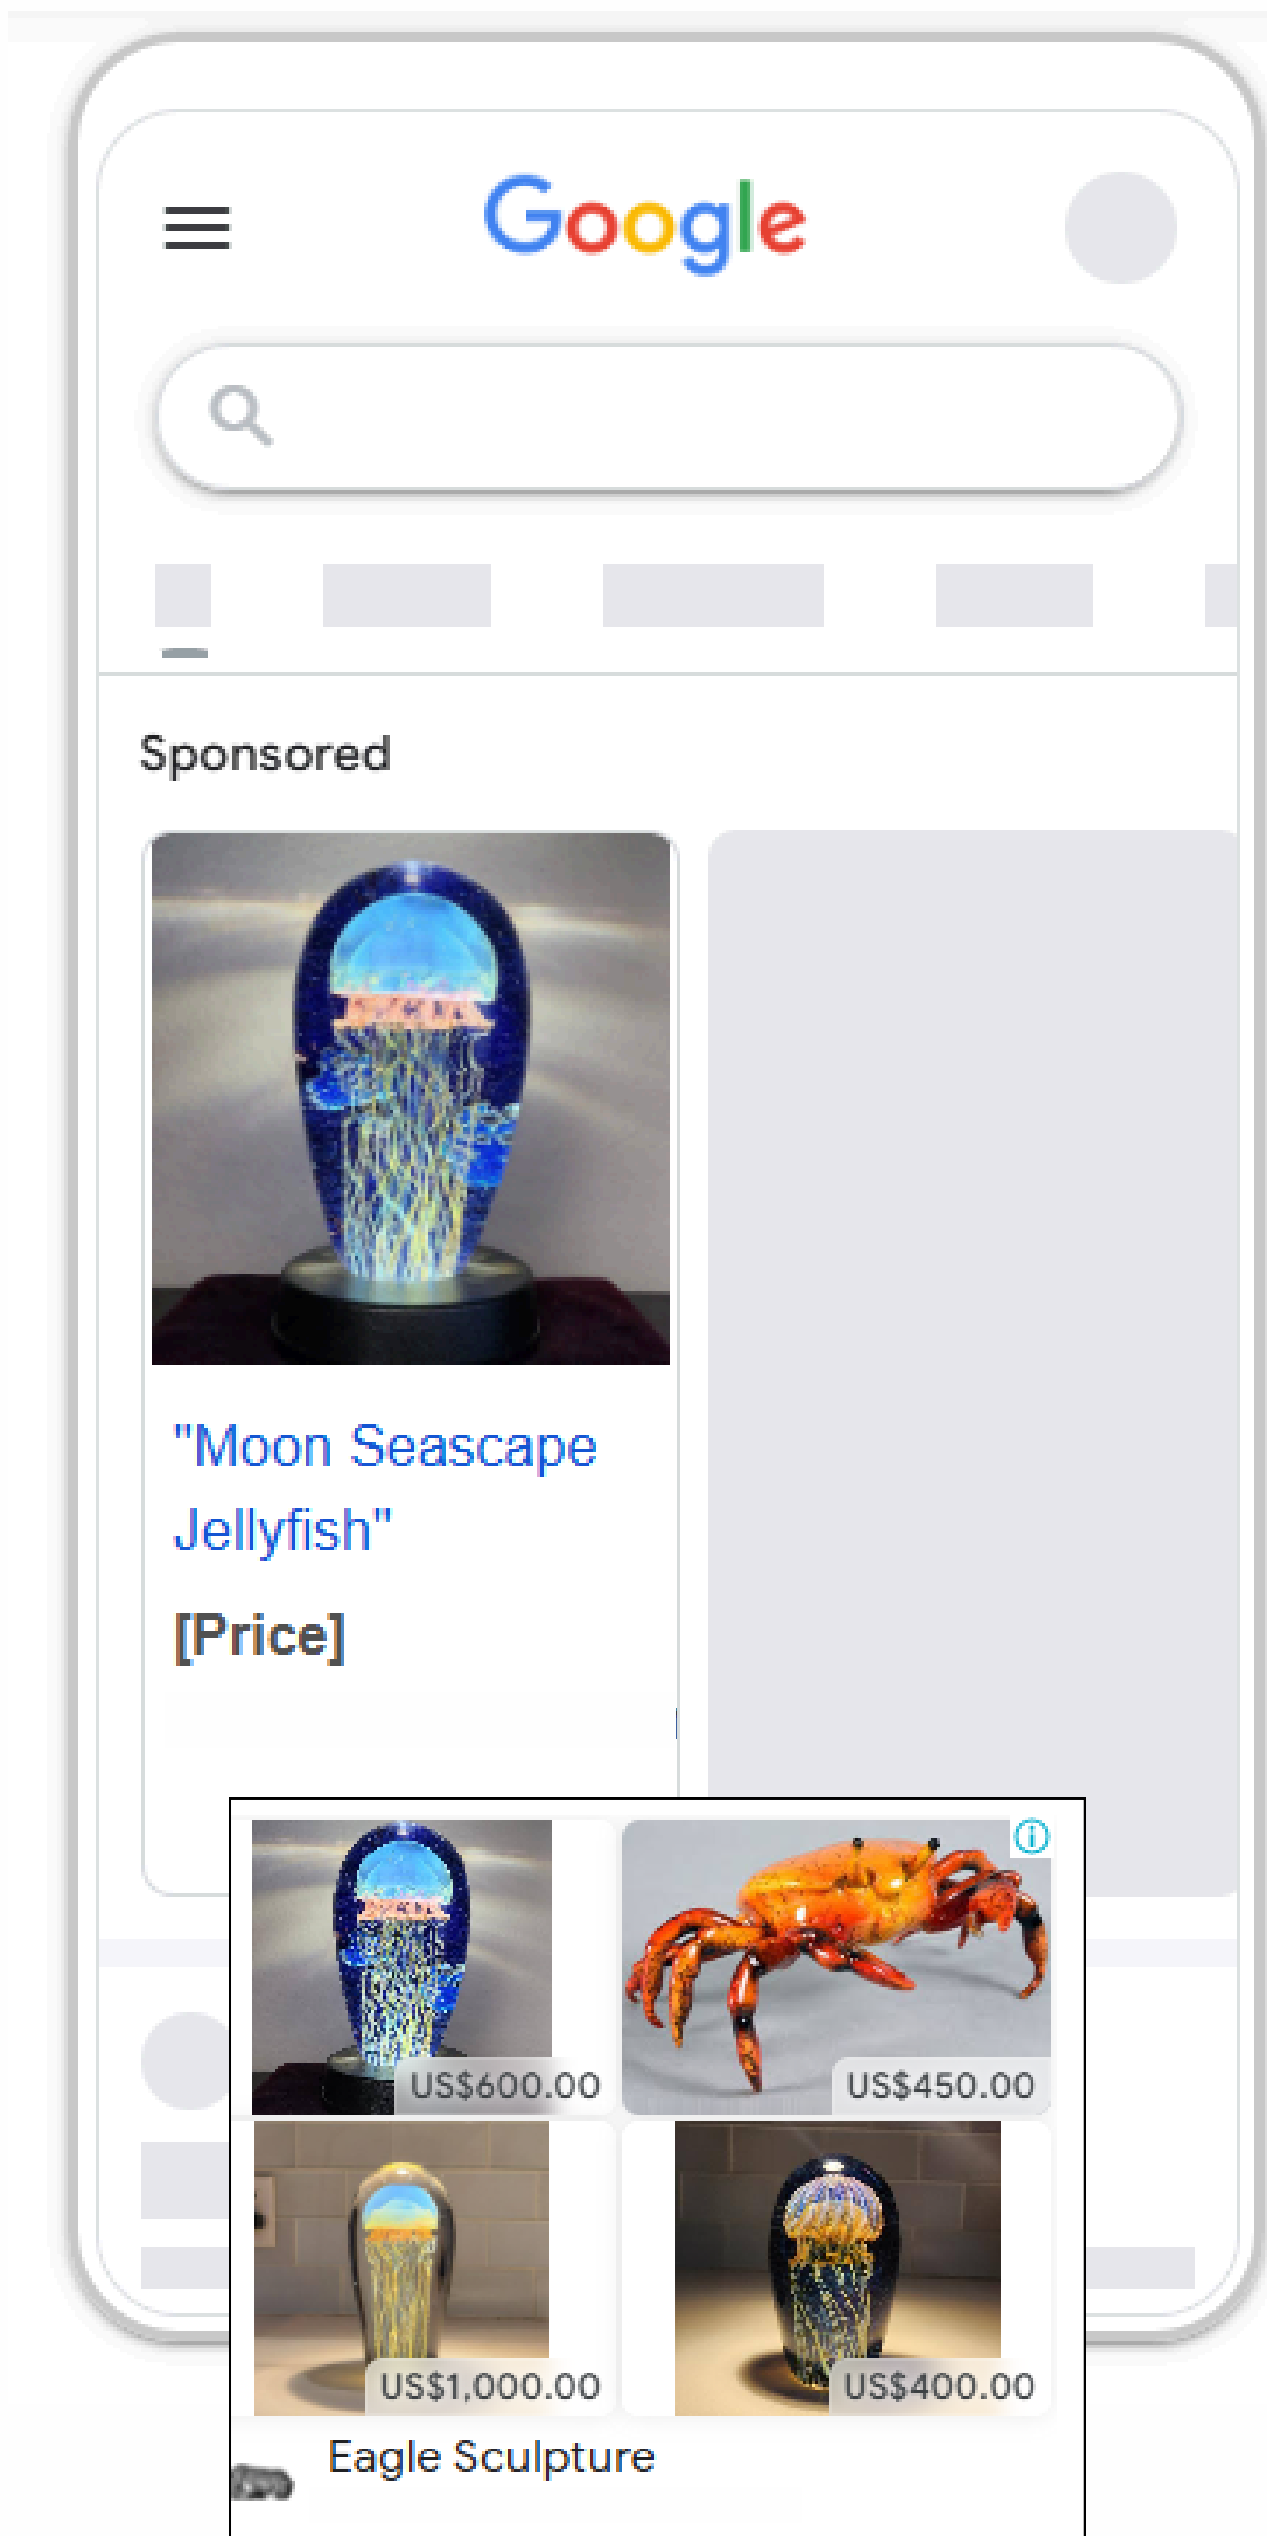 Google
Sponsored
"Moon Seascape
Jellyfish"
[Price]
US$600.00
US$450.00
US$1,000.00
US$400.00
Eagle Sculpture